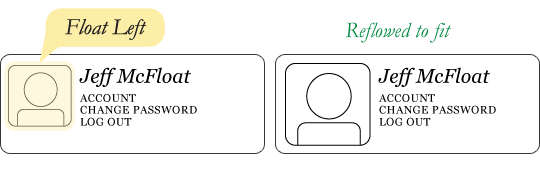 Float Left
Reflowed to fit
Jeff McFloat
ACCOUNT
CHANGE PASSWORD
LOG OUT
Jeff McFloat
ACCOUNT
CHANGE PASSWORD
LOG OUT